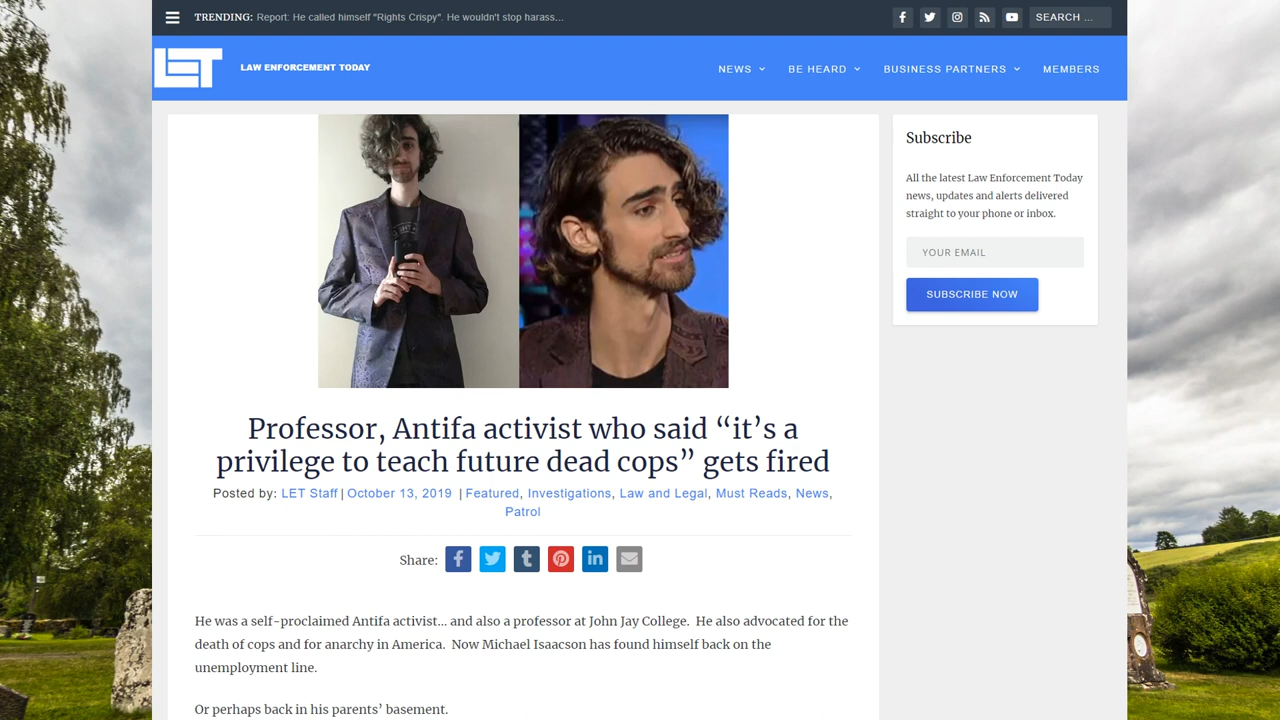 TRENDING: Report: He called himself "Rights Crispy". He wouldn't stop harass...
SEARCH ...
LET
LAW ENFORCEMENT TODAY
NEWS
BE HEARD
BUSINESS PARTNERS
MEMBERS
Professor, Antifa activist who said “it’s a
privilege to teach future dead cops” gets fired
Posted by: LET Staff | October 13, 2019 | Featured, Investigations, Law and Legal, Must Reads, News,
Patrol
Share:
He was a self-proclaimed Antifa activist... and also a professor at John Jay College. He also advocated for the
death of cops and for anarchy in America. Now Michael Isaacson has found himself back on the
unemployment line.
Or perhaps back in his parents’ basement.
Subscribe
All the latest Law Enforcement Today
news, updates and alerts delivered
straight to your phone or inbox.
YOUR EMAIL
SUBSCRIBE NOW